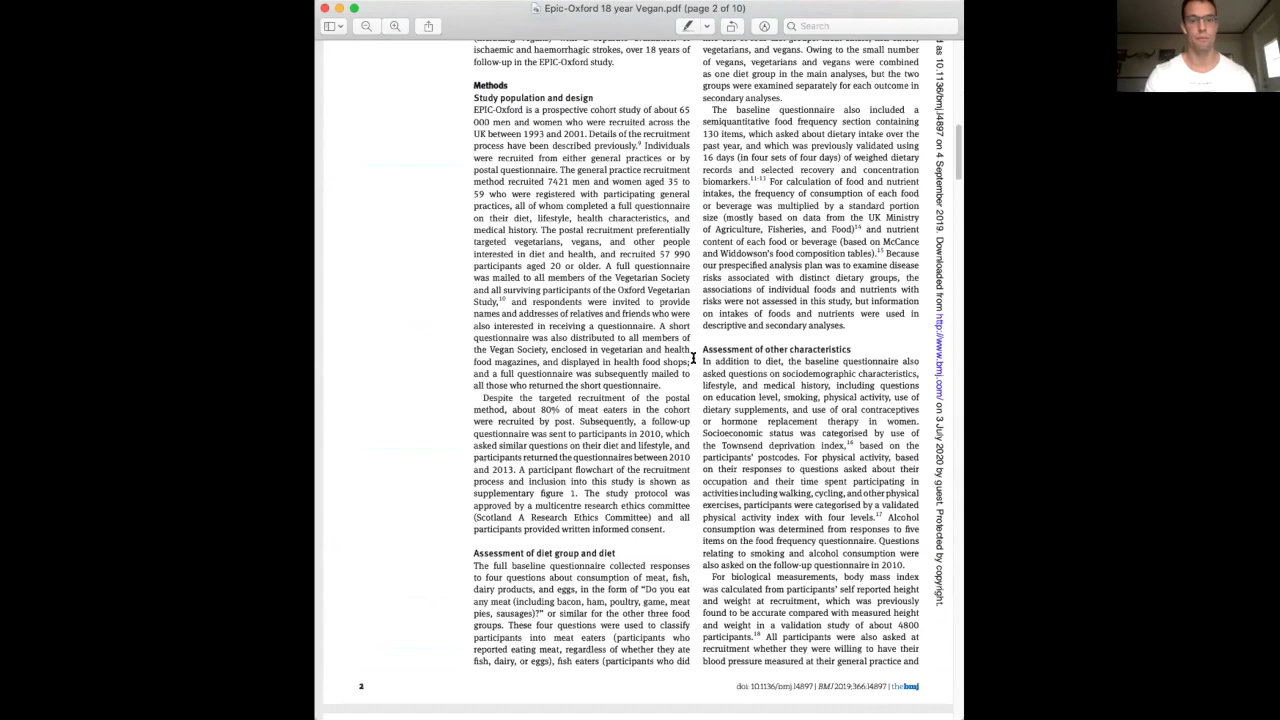 Epic-Oxford 18 year Vegan.pdf (page 2 of 10)
Search
ischaemic and haemorrhagic strokes, over 18 years of
follow-up in the EPIC-Oxford study.
Methods
Study population and design
EPIC-Oxford is a prospective cohort study of about 65
000 men and women who were recruited across the
UK between 1993 and 2001. Details of the recruitment
process have been described previously.9 Individuals
were recruited from either general practices or by
postal questionnaire. The general practice recruitment
method recruited 7421 men and women aged 35 to
59 who were registered with participating general
practices, all of whom completed a full questionnaire
on their diet, lifestyle, health characteristics, and
medical history. The postal recruitment preferentially
targeted vegetarians, vegans, and other people
interested in diet and health, and recruited 57 990
participants aged 20 or older. A full questionnaire
was mailed to all members of the Vegetarian Society
and all surviving participants of the Oxford Vegetarian
Study,10 and respondents were invited to provide
names and addresses of relatives and friends who were
also interested in receiving a questionnaire. A short
questionnaire was also distributed to all members of
the Vegan Society, enclosed in vegetarian and health
food magazines, and displayed in health food shops;
and a full questionnaire was subsequently mailed to
all those who returned the short questionnaire.
Despite the targeted recruitment of the postal
method, about 80% of meat eaters in the cohort
were recruited by post. Subsequently, a follow-up
questionnaire was sent to participants in 2010, which
asked similar questions on their diet and lifestyle, and
participants returned the questionnaires between 2010
and 2013. A participant flowchart of the recruitment
process and inclusion into this study is shown as
supplementary figure 1. The study protocol was
approved by a multicentre research ethics committee
(Scotland A Research Ethics Committee) and all
participants provided written informed consent.
Assessment of diet group and diet
The full baseline questionnaire collected responses
to four questions about consumption of meat, fish,
dairy products, and eggs, in the form of "Do you eat
any meat (including bacon, ham, poultry, game, meat
pies, sausages)?" or similar for the other three food
groups. These four questions were used to classify
participants into meat eaters (participants who
reported eating meat, regardless of whether they ate
fish, dairy, or eggs), fish eaters (participants who did
vegetarians, and vegans. Owing to the small number
of vegans, vegetarians and vegans were combined
as one diet group in the main analyses, but the two
groups were examined separately for each outcome in
secondary analyses.
The baseline questionnaire also included a
semiquantitative food frequency section containing
130 items, which asked about dietary intake over the
past year, and which was previously validated using
16 days (in four sets of four days) of weighed dietary
records and selected recovery and concentration
biomarkers.11-13 For calculation of food and nutrient
intakes, the frequency of consumption of each food
or beverage was multiplied by a standard portion
size (mostly based on data from the UK Ministry
of Agriculture, Fisheries, and Food)14 and nutrient
content of each food or beverage (based on McCance
and Widdowson's food composition tables).15 Because
our prespecified analysis plan was to examine disease
risks associated with distinct dietary groups, the
associations of individual foods and nutrients with
risks were not assessed in this study, but information
on intakes of foods and nutrients were used in
descriptive and secondary analyses.
Assessment of other characteristics
In addition to diet, the baseline questionnaire also
asked questions on sociodemographic characteristics,
lifestyle, and medical history, including questions
on education level, smoking, physical activity, use of
dietary supplements, and use of oral contraceptives
or hormone replacement therapy in women.
Socioeconomic status was categorised by use of
the Townsend deprivation index,16 based on the
participants' postcodes. For physical activity, based
on their responses to questions asked about their
occupation and their time spent participating in
activities including walking, cycling, and other physical
exercises, participants were categorised by a validated
physical activity index with four levels.17 Alcohol
consumption was determined from responses to five
items on the food frequency questionnaire. Questions
relating to smoking and alcohol consumption were
also asked on the follow-up questionnaire in 2010.
For biological measurements, body mass index
was calculated from participants' self reported height
and weight at recruitment, which was previously
found to be accurate compared with measured height
and weight in a validation study of about 4800
participants.18 All participants were also asked at
recruitment whether they were willing to have their
blood pressure measured at their general practice and
d as 10.1136/bmj.l4897 on 4 September 2019. Downloaded from http://www.bmj.com/ on 3 July 2020 by guest. Protected by copyright.
2
doi: 10.1136/bmj.l4897 | BMJ 2019;366:l4897 | thebmj